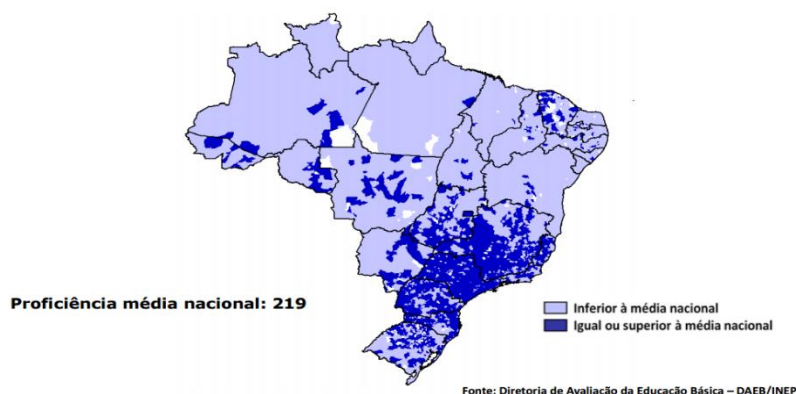 Proficiência média nacional: 219
Inferior à média nacional
Igual ou superior à média nacional
Fonte: Diretoria de Avaliação da Educação Básica – DAEB/INEP